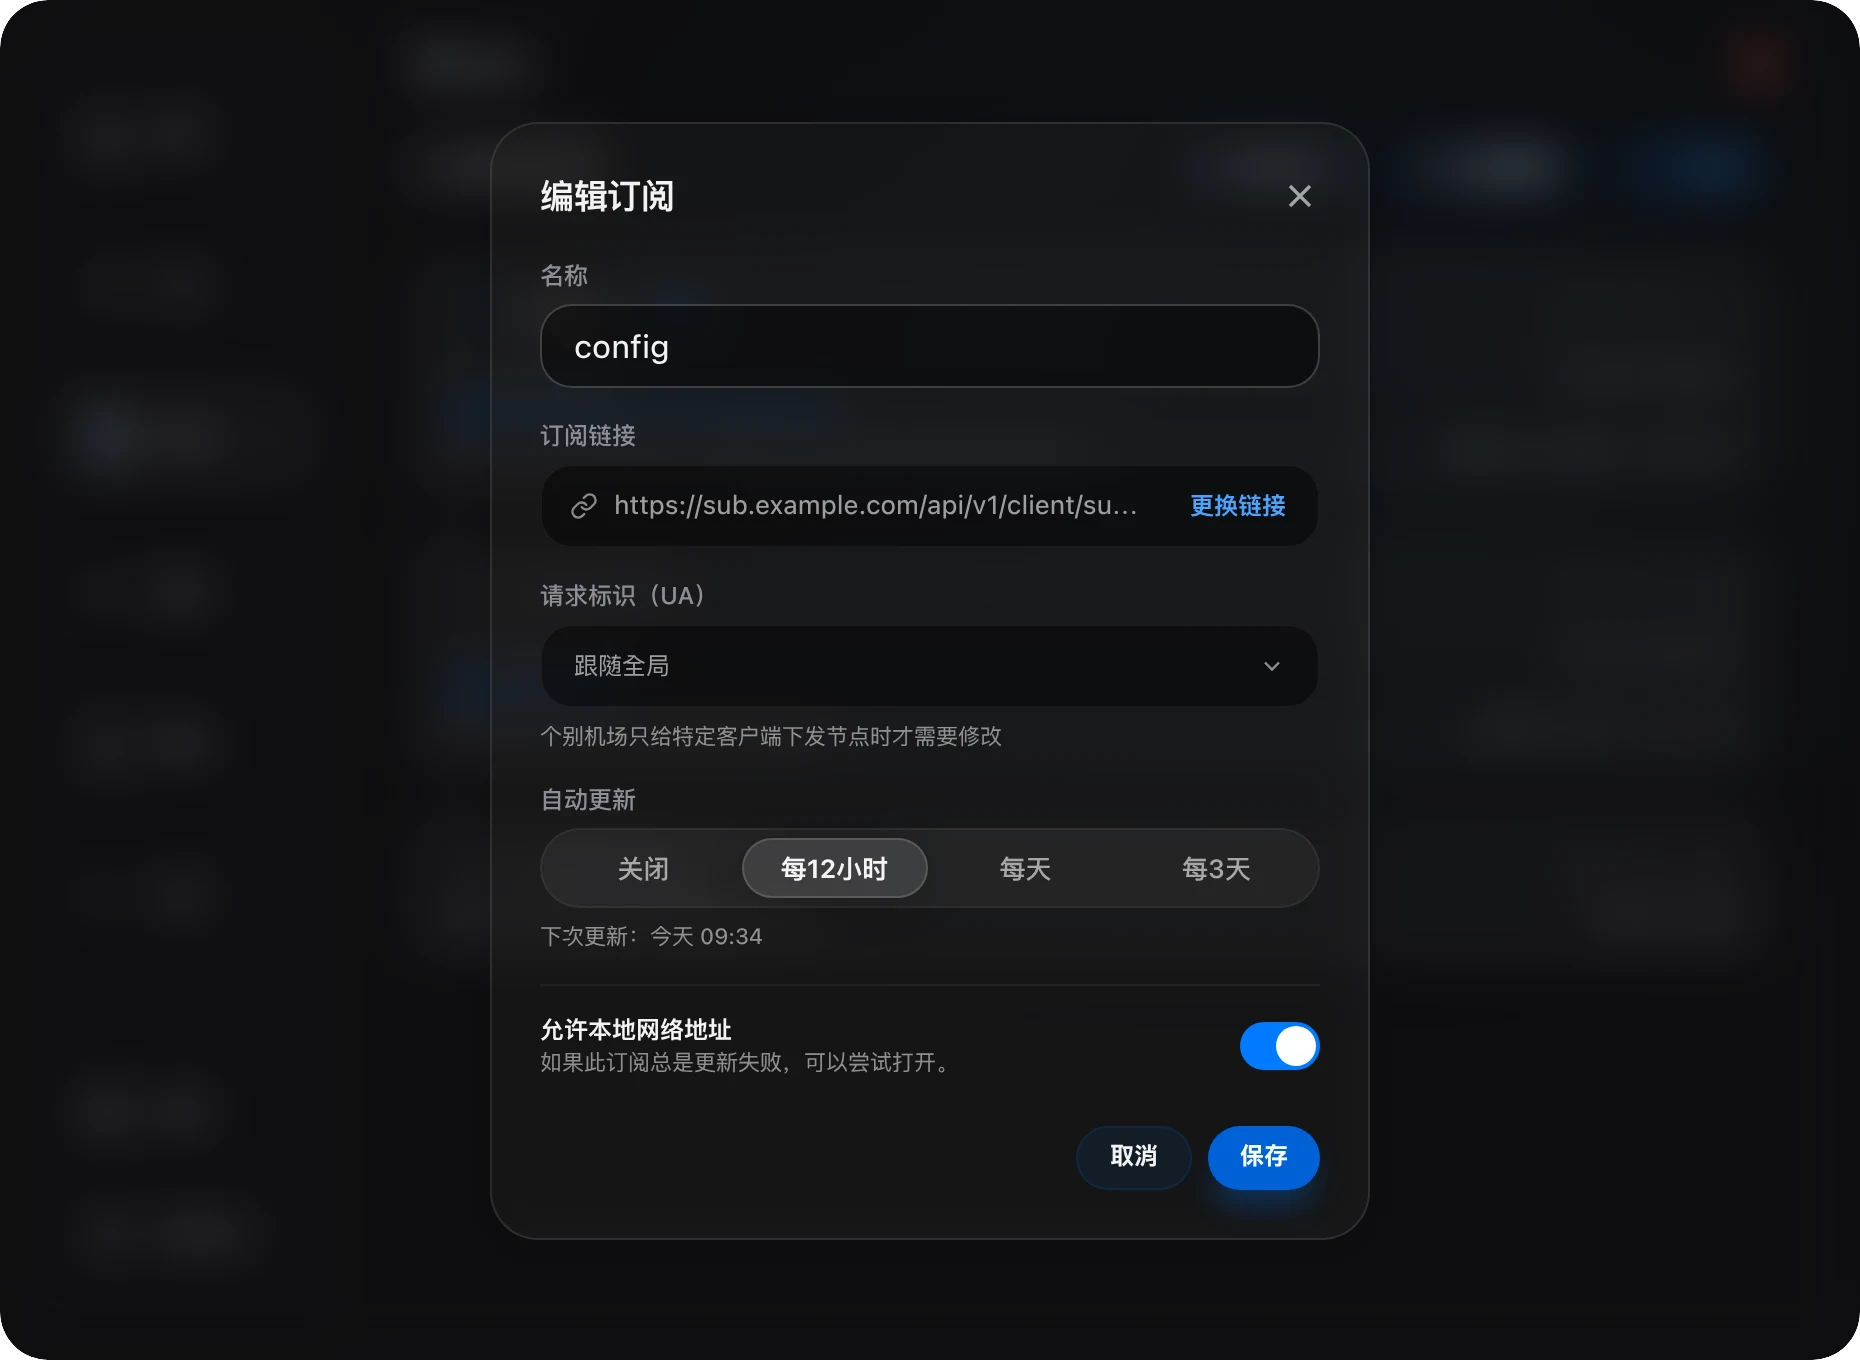 编辑订阅
名称
config
订阅链接
https://sub.example.com/api/v1/client/su...
更换链接
请求标识（UA）
跟随全局
个别机场只给特定客户端下发节点时才需要修改
自动更新
关闭
每12小时
每天
每3天
下次更新：今天 09:34
允许本地网络地址
如果此订阅总是更新失败，可以尝试打开。
取消
保存